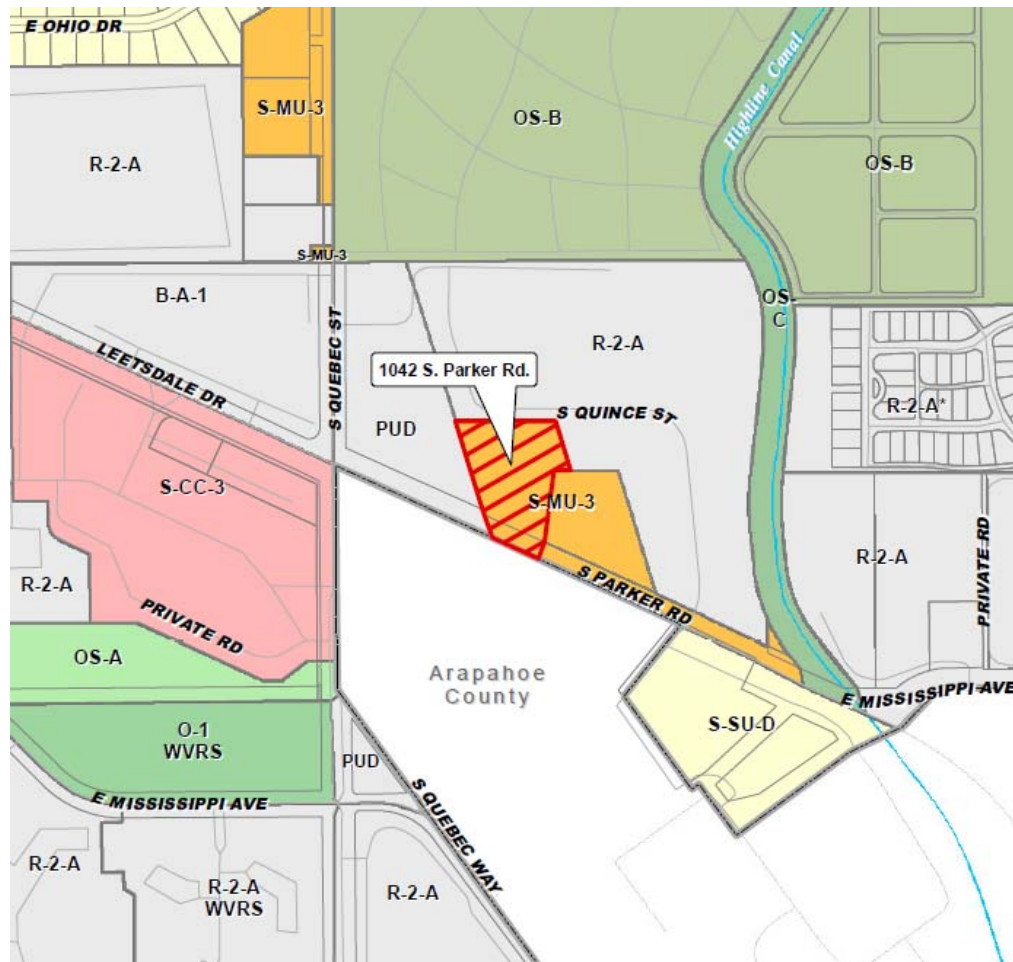 E OHIO DR
S-MU-3
R-2-A
OS-B
Highline Canal
OS-B
S-MU-3
B-A-1
S QUEBEC ST
LEETSDALE DR
OS-
C
R-2-A
1042 S. Parker Rd.
S QUINCE ST
R-2-A*
PUD
S-CC-3
S-MU-3
R-2-A
PRIVATE RD
R-2-A
S PARKER RD
PRIVATE RD
OS-A
Arapahoe
County
E MISSISSIPPI AVE
S-SU-D
O-1
WVRS
PUD
E MISSISSIPPI AVE
S QUEBEC WAY
R-2-A
R-2-A
WVRS
R-2-A